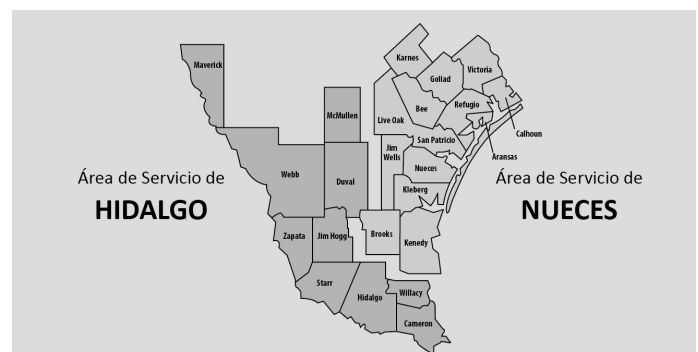 Maverick
Karnes
Goliad
Victoria
McMullen
Live Oak
Bee
Refugio
Calhoun
San Patricio
Aransas
Jim
Wells
Nueces
Webb
Duval
Kleberg
Área de Servicio de
HIDALGO
Área de Servicio de
NUECES
Zapata
Jim Hogg
Brooks
Kenedy
Starr
Hidalgo
Willacy
Cameron